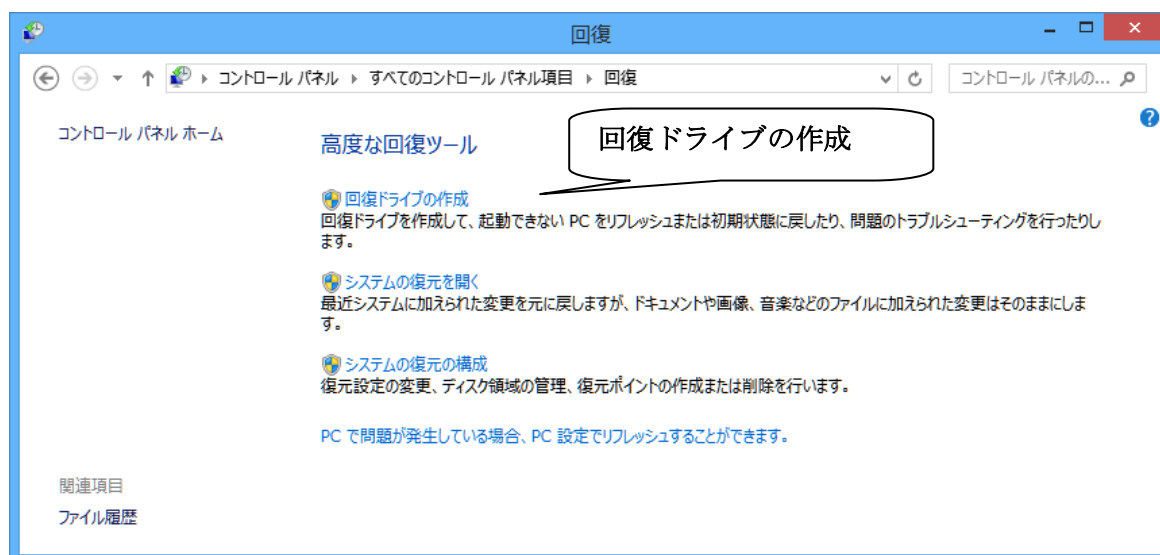 回復
コントロール パネル ▸ すべてのコントロール パネル項目 ▸ 回復
コントロール パネルの...
コントロール パネル ホーム
高度な回復ツール
回復ドライブの作成
回復ドライブの作成
回復ドライブを作成して、起動できない PC をリフレッシュまたは初期状態に戻したり、問題のトラブルシューティングを行ったりし
ます。
システムの復元を開く
最近システムに加えられた変更を元に戻しますが、ドキュメントや画像、音楽などのファイルに加えられた変更はそのままにしま
す。
システムの復元の構成
復元設定の変更、ディスク領域の管理、復元ポイントの作成または削除を行います。
PC で問題が発生している場合、PC 設定でリフレッシュすることができます。
関連項目
ファイル履歴